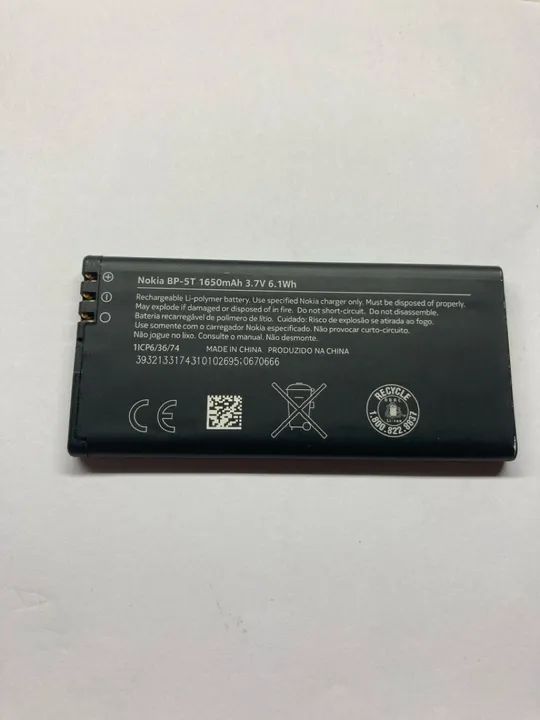 Nokia BP-5T 1650mAh 3.7V 6.1Wh
Rechargeable Li-polymer battery. Use specified Nokia charger only. Must be disposed of properly.
May explode if damaged or disposed of in fire. Do not short-circuit. Do not disassemble.
Bateria recarregável de polímero de lítio. Cuidado: Risco de explosão se atirada ao fogo.
Use somente com o carregador Nokia especificado. Não provocar curto-circuito.
Não jogue no lixo. Consulte o manual. Não desmonte.
1ICP6/36/74 MADE IN CHINA PRODUZIDO NA CHINA
3932133174310102695;0670666
CE
RECYCLE
Li-ion
1.800.822.8837